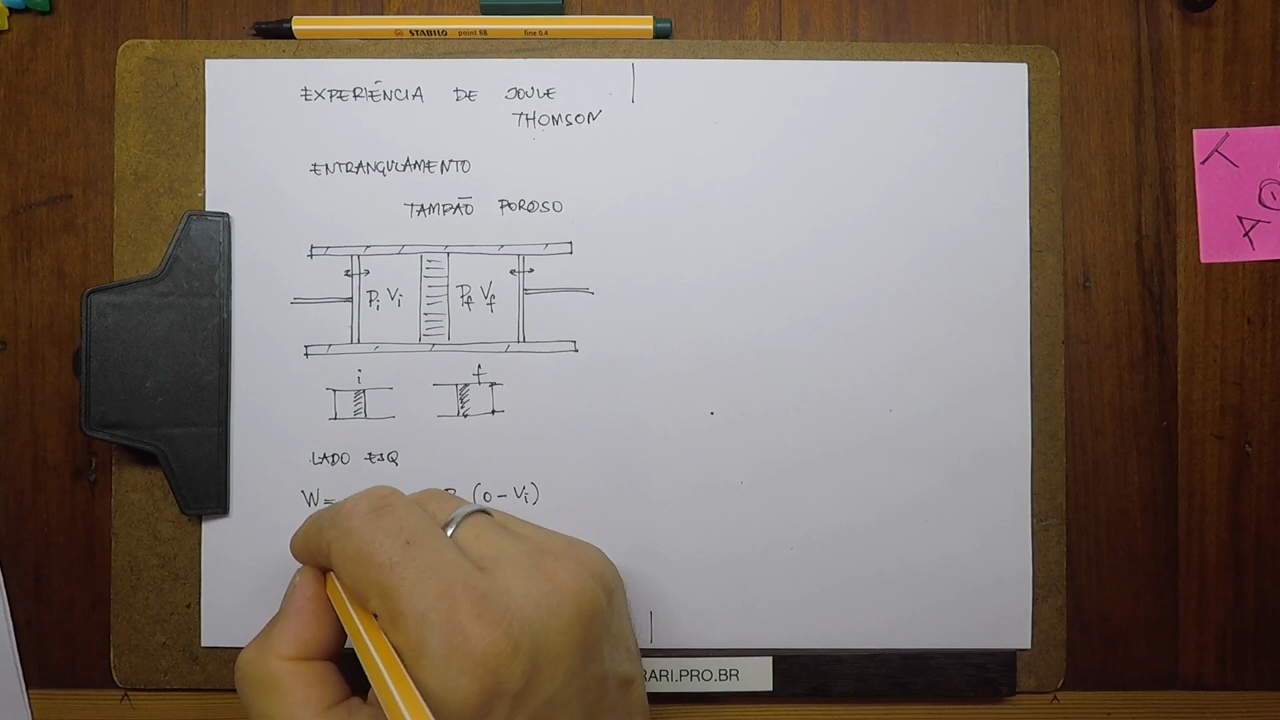 STABILO point 88 fine 0.4
EXPERIÊNCIA DE JOULE
THOMSON
ENTRANGULAMENTO
TAMPÃO POROSO
Pi Vi Pf Vf
i f
LADO ESQ
W= (0 - Vi)
RARI.PRO.BR
T
A 1